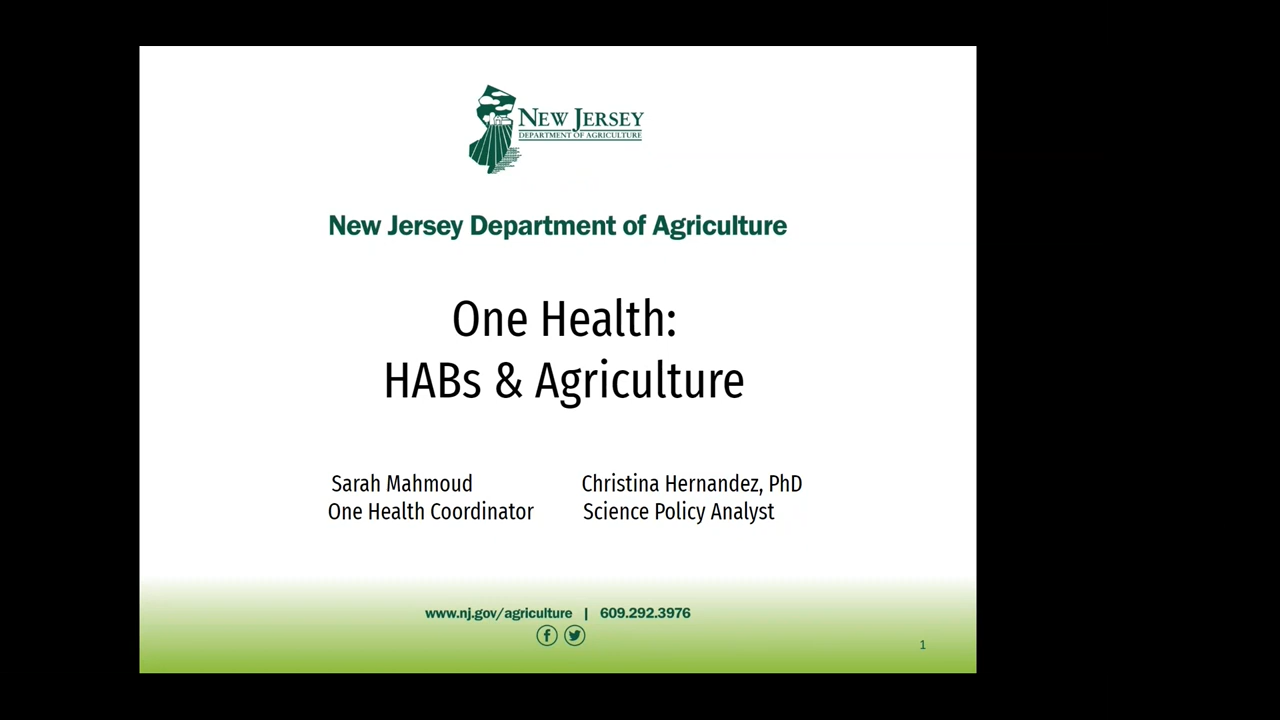 NEW JERSEY
DEPARTMENT OF AGRICULTURE
New Jersey Department of Agriculture
One Health:
HABs & Agriculture
Sarah Mahmoud
One Health Coordinator
Christina Hernandez, PhD
Science Policy Analyst
www.nj.gov/agriculture | 609.292.3976
1